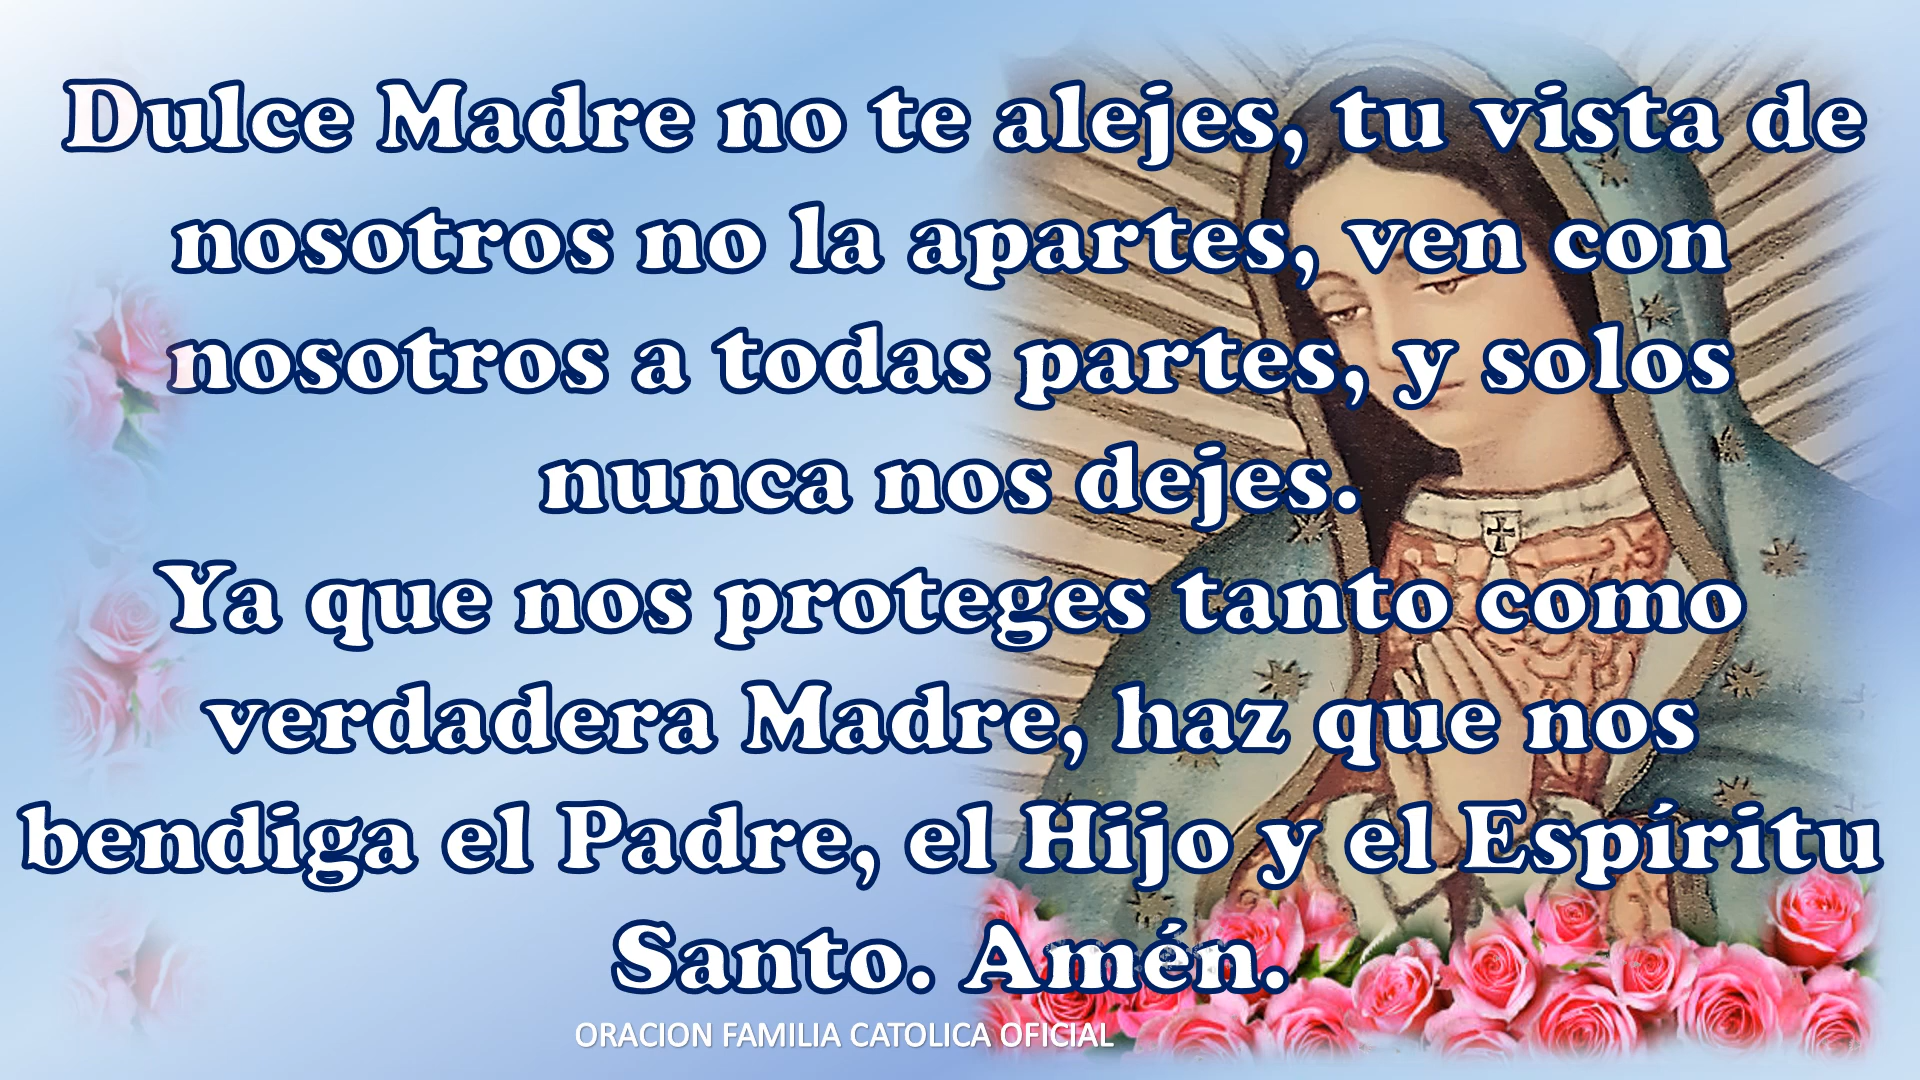 Dulce Madre no te alejes, tu vista de
nosotros no la apartes, ven con
nosotros a todas partes, y solos
nunca nos dejes.
Ya que nos proteges tanto como
verdadera Madre, haz que nos
bendiga el Padre, el Hijo y el Espíritu
Santo. Amén.
ORACION FAMILIA CATOLICA OFICIAL